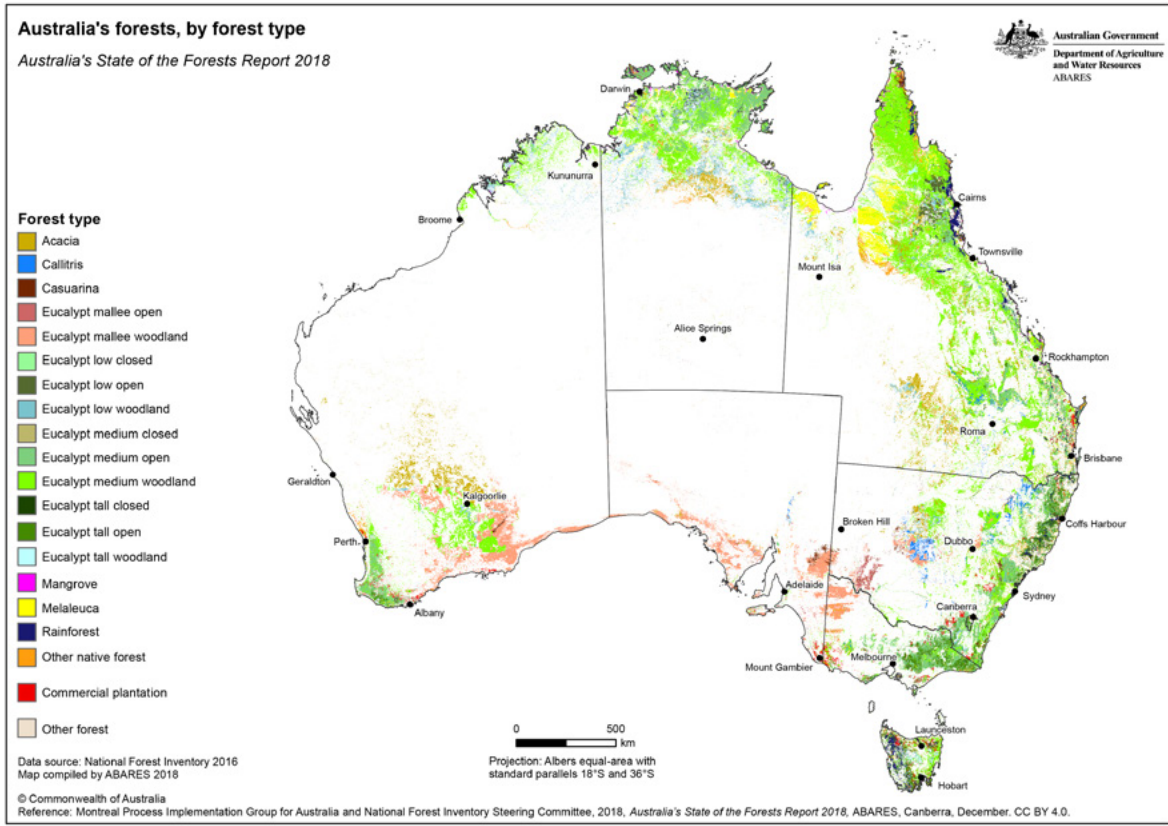 Australia's forests, by forest type
Australia's State of the Forests Report 2018
Australian Government
Department of Agriculture
and Water Resources
ABARES
Darwin
Kununurra
Broome
Cairns
Townsville
Mount Isa
Alice Springs
Rockhampton
Roma
Brisbane
Geraldton
Kalgoorlie
Perth
Albany
Broken Hill
Coffs Harbour
Dubbo
Adelaide
Sydney
Canberra
Mount Gambier
Melbourne
Launceston
Hobart
Forest type
Acacia
Callitris
Casuarina
Eucalypt mallee open
Eucalypt mallee woodland
Eucalypt low closed
Eucalypt low open
Eucalypt low woodland
Eucalypt medium closed
Eucalypt medium open
Eucalypt medium woodland
Eucalypt tall closed
Eucalypt tall open
Eucalypt tall woodland
Mangrove
Melaleuca
Rainforest
Other native forest
Commercial plantation
Other forest
0 500
km
Projection: Albers equal-area with
standard parallels 18°S and 36°S
Data source: National Forest Inventory 2016
Map compiled by ABARES 2018
© Commonwealth of Australia
Reference: Montreal Process Implementation Group for Australia and National Forest Inventory Steering Committee, 2018, Australia's State of the Forests Report 2018, ABARES, Canberra, December. CC BY 4.0.